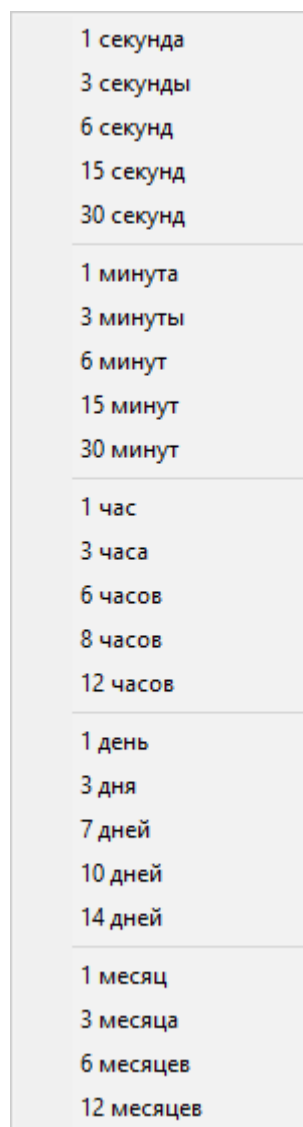 1 секунда
3 секунды
6 секунд
15 секунд
30 секунд
1 минута
3 минуты
6 минут
15 минут
30 минут
1 час
3 часа
6 часов
8 часов
12 часов
1 день
3 дня
7 дней
10 дней
14 дней
1 месяц
3 месяца
6 месяцев
12 месяцев